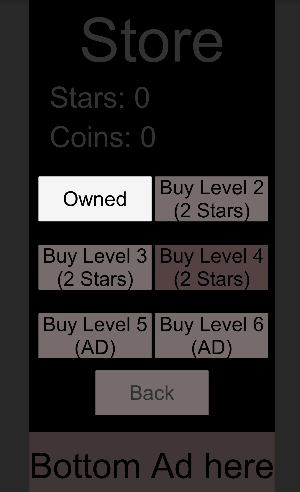 Store
Stars: 0
Coins: 0
Owned
Buy Level 2
(2 Stars)
Buy Level 3
(2 Stars)
Buy Level 4
(2 Stars)
Buy Level 5
(AD)
Buy Level 6
(AD)
Back
Bottom Ad here